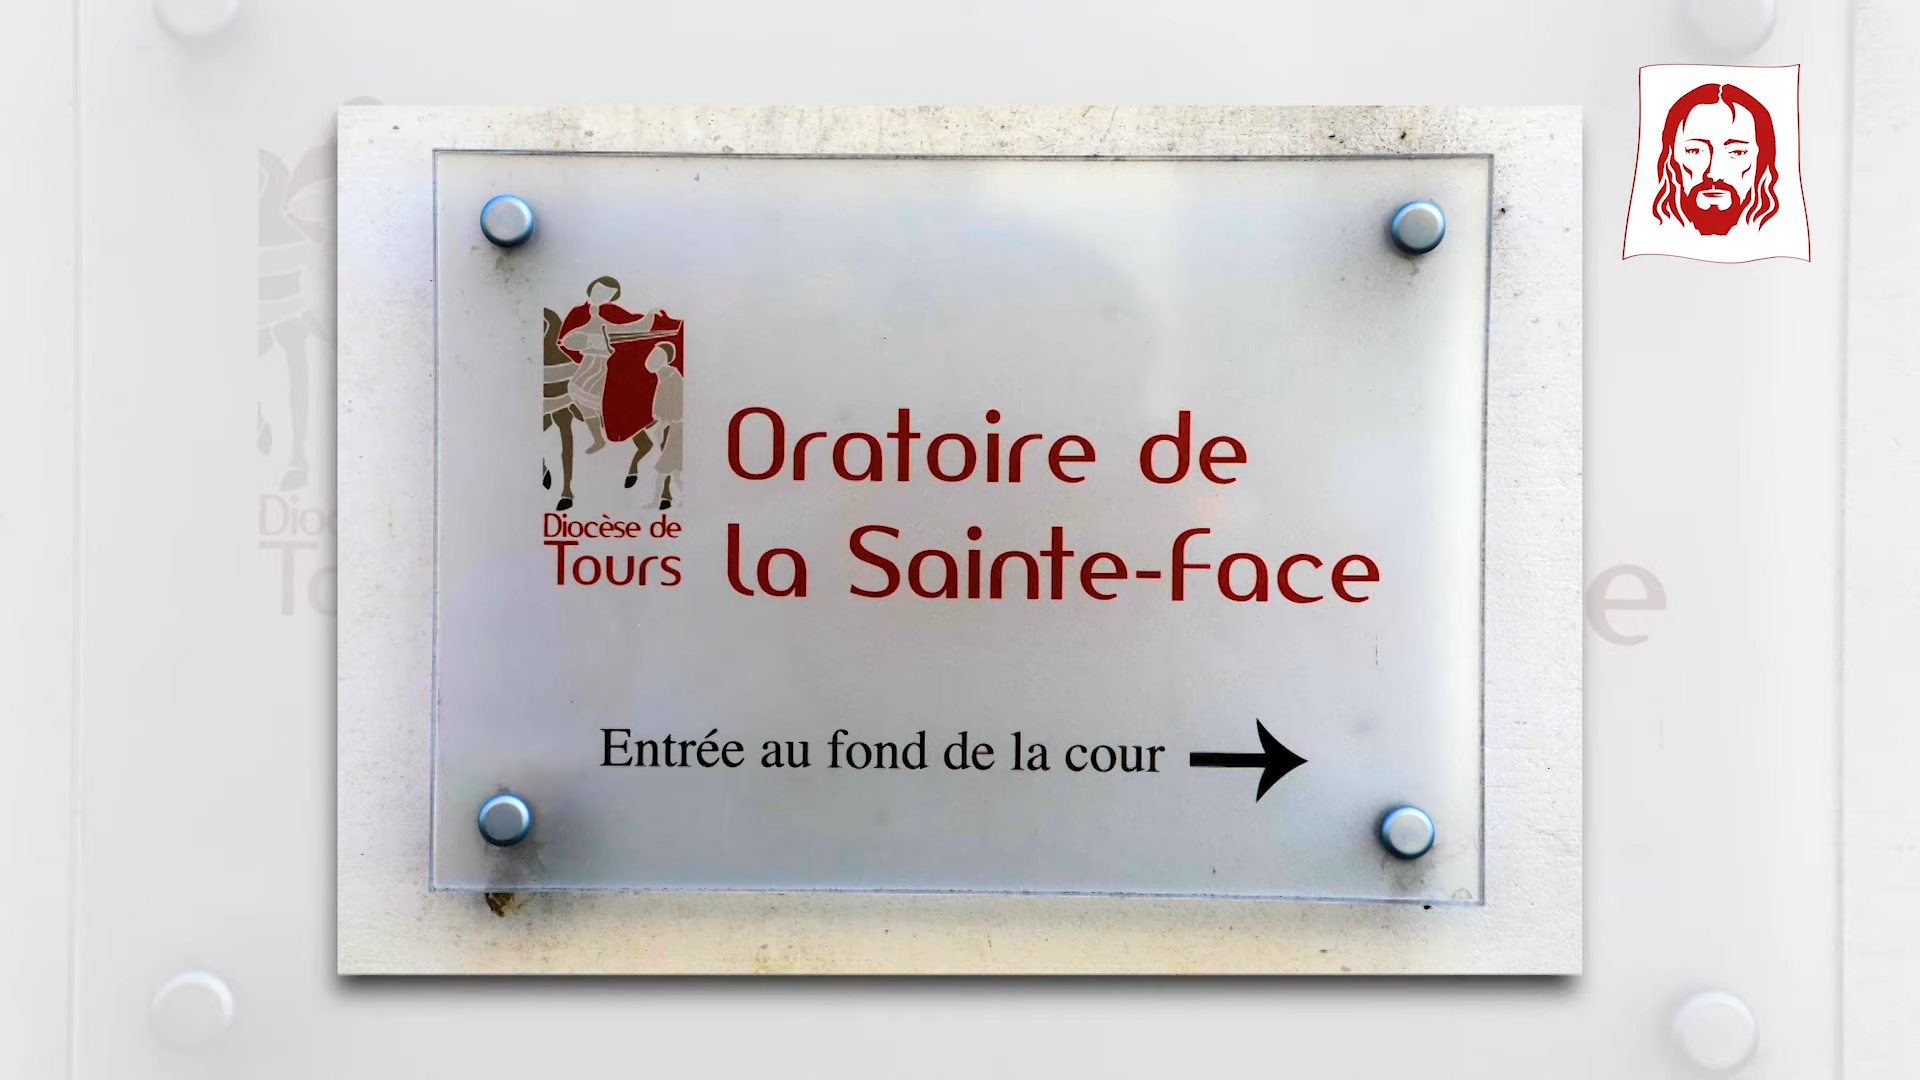 Diocèse de
Tours
Oratoire de
la Sainte-Face
Entrée au fond de la cour